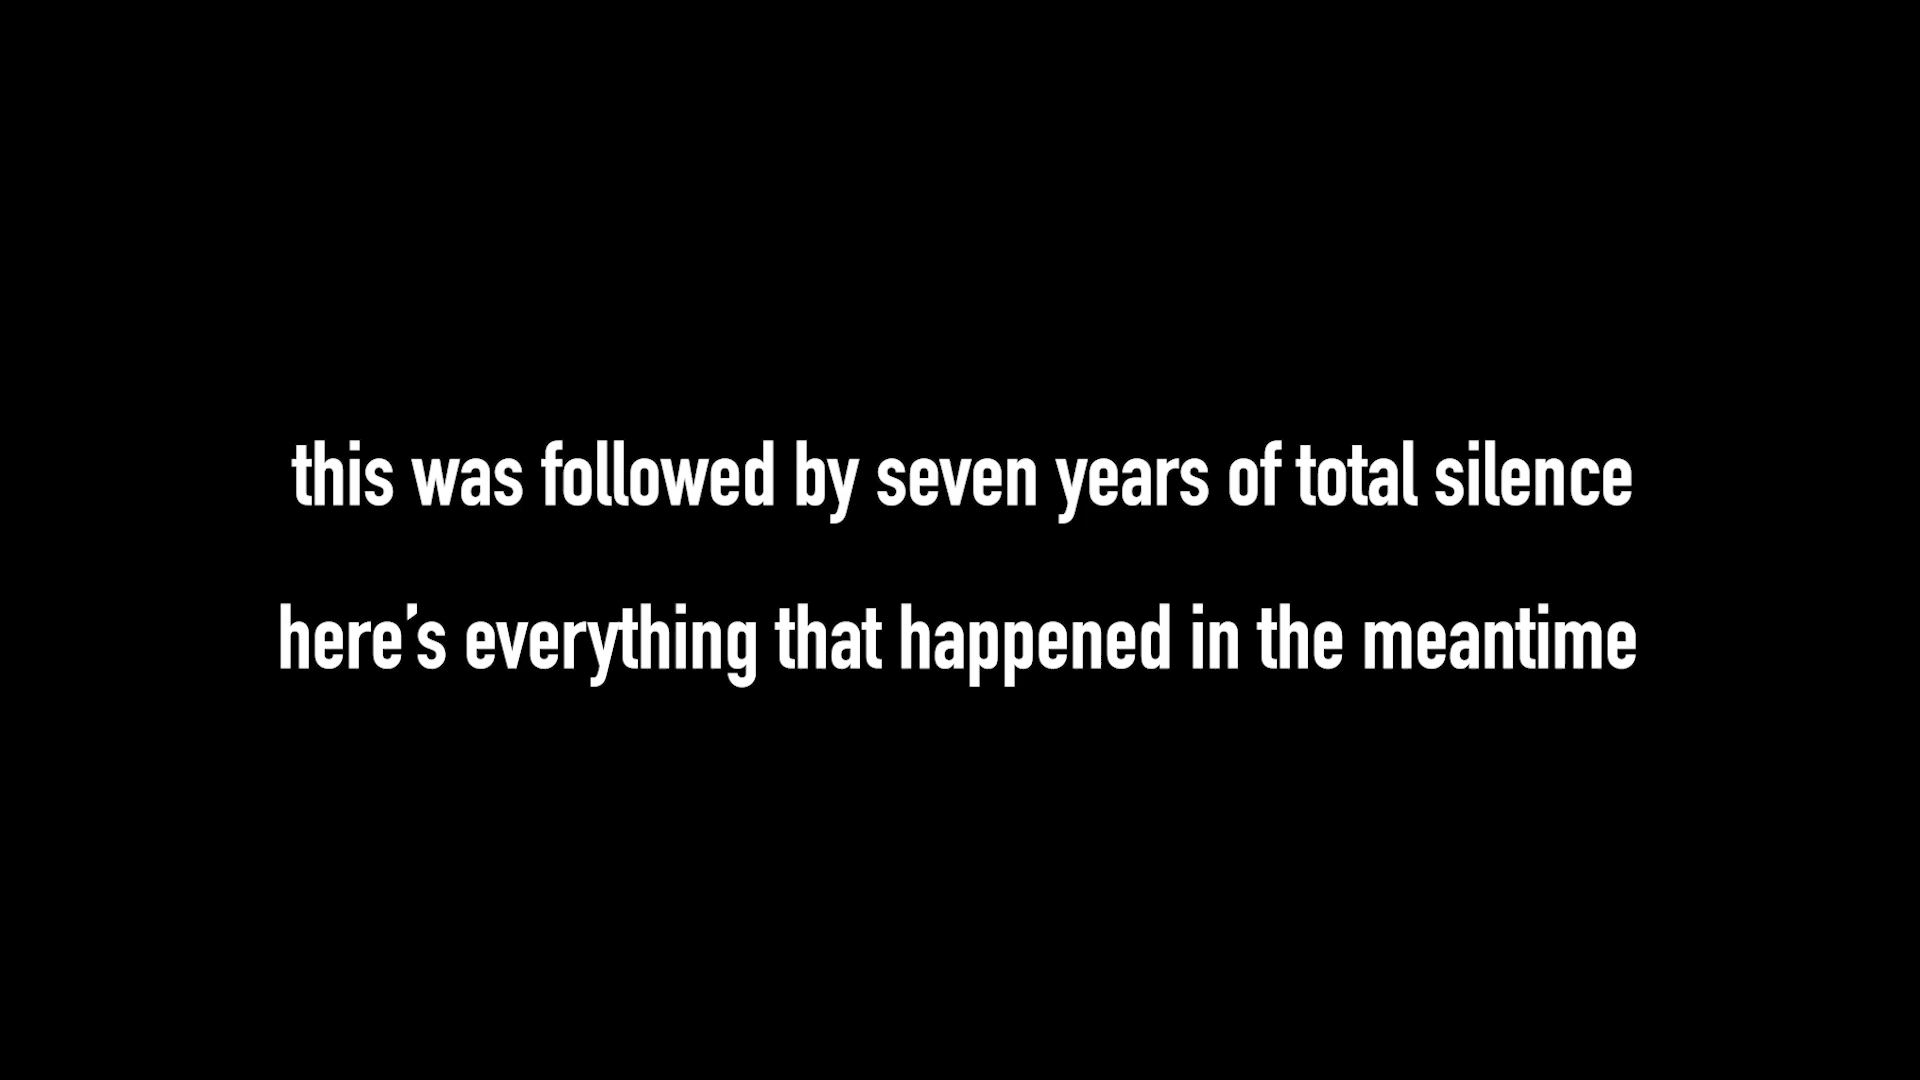 this was followed by seven years of total silence
here’s everything that happened in the meantime